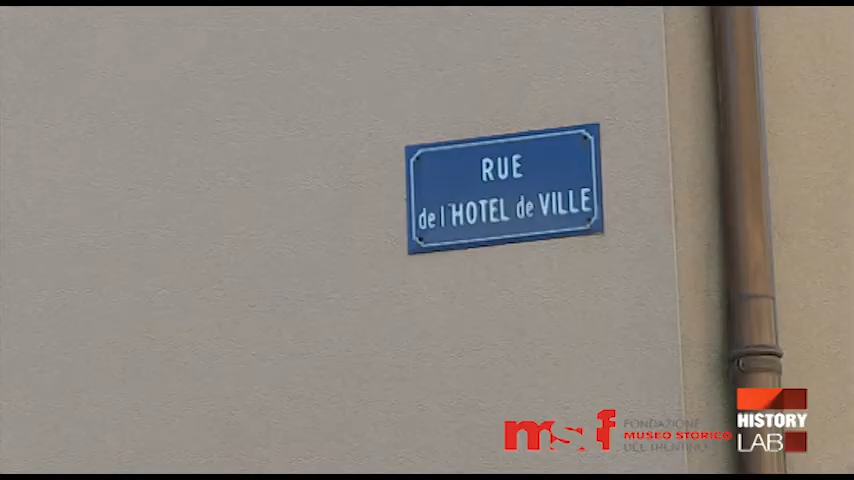 RUE
de l'HOTEL de VILLE
msf
FONDAZIONE
MUSEO STORICO
DEL TRENTINO
HISTORY
LAB